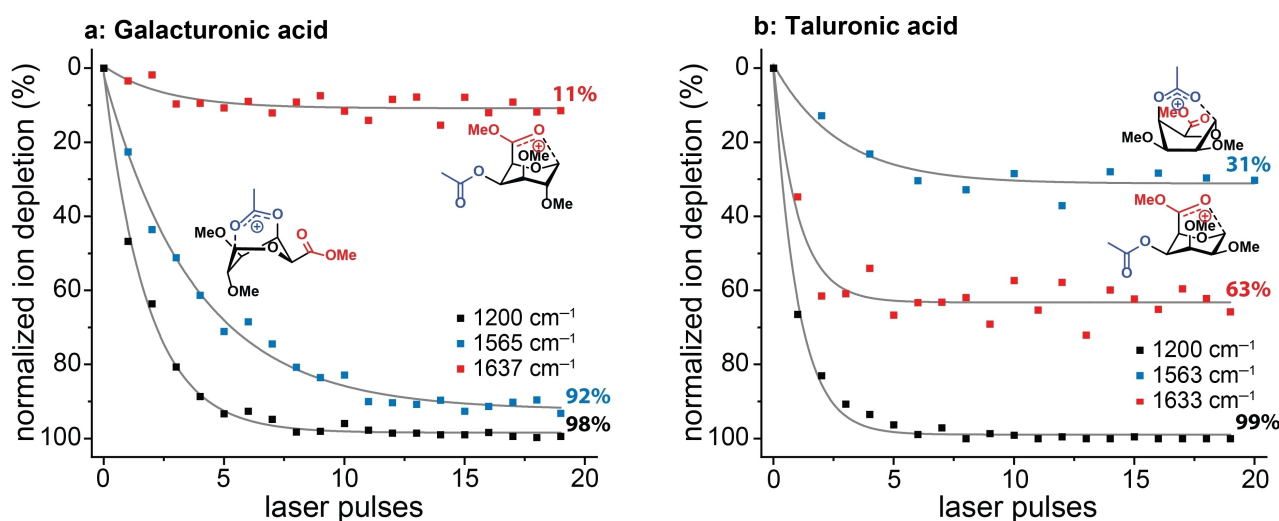 a: Galacturonic acid
normalized ion depletion (%)
0
20
40
60
80
100
0
5
10
15
20
laser pulses
11%
92%
98%
MeO
O
⊕
OMe
O
O
O
OMe
O
O
⊕
MeO
O
O
OMe
OMe
1200 cm⁻¹
1565 cm⁻¹
1637 cm⁻¹
b: Taluronic acid
normalized ion depletion (%)
0
20
40
60
80
100
0
5
10
15
20
laser pulses
31%
63%
99%
O
O
⊕
MeO
O
MeO
O
OMe
MeO
O
⊕
OMe
O
O
O
OMe
1200 cm⁻¹
1563 cm⁻¹
1633 cm⁻¹